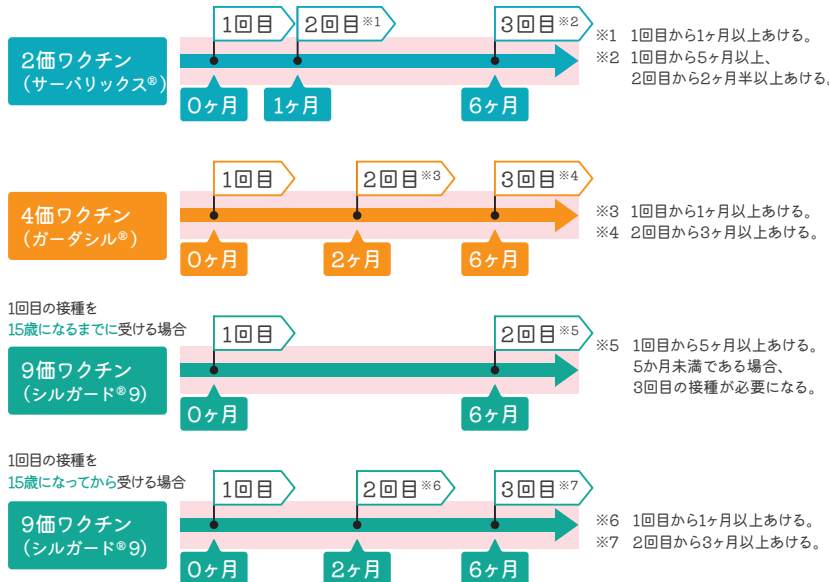 1回目
2回目※1
3回目※2
2価ワクチン
(サーバリックス®)
0ヶ月
1ヶ月
6ヶ月
※1 1回目から1ヶ月以上あける。
※2 1回目から5ヶ月以上、
2回目から2ヶ月半以上あける。
1回目
2回目※3
3回目※4
4価ワクチン
(ガーダシル®)
0ヶ月
2ヶ月
6ヶ月
※3 1回目から1ヶ月以上あける。
※4 2回目から3ヶ月以上あける。
1回目の接種を
15歳になるまでに受ける場合
1回目
2回目※5
9価ワクチン
(シルガード®9)
0ヶ月
6ヶ月
※5 1回目から5ヶ月以上あける。
5か月未満である場合、
3回目の接種が必要になる。
1回目の接種を
15歳になってから受ける場合
1回目
2回目※6
3回目※7
9価ワクチン
(シルガード®9)
0ヶ月
2ヶ月
6ヶ月
※6 1回目から1ヶ月以上あける。
※7 2回目から3ヶ月以上あける。